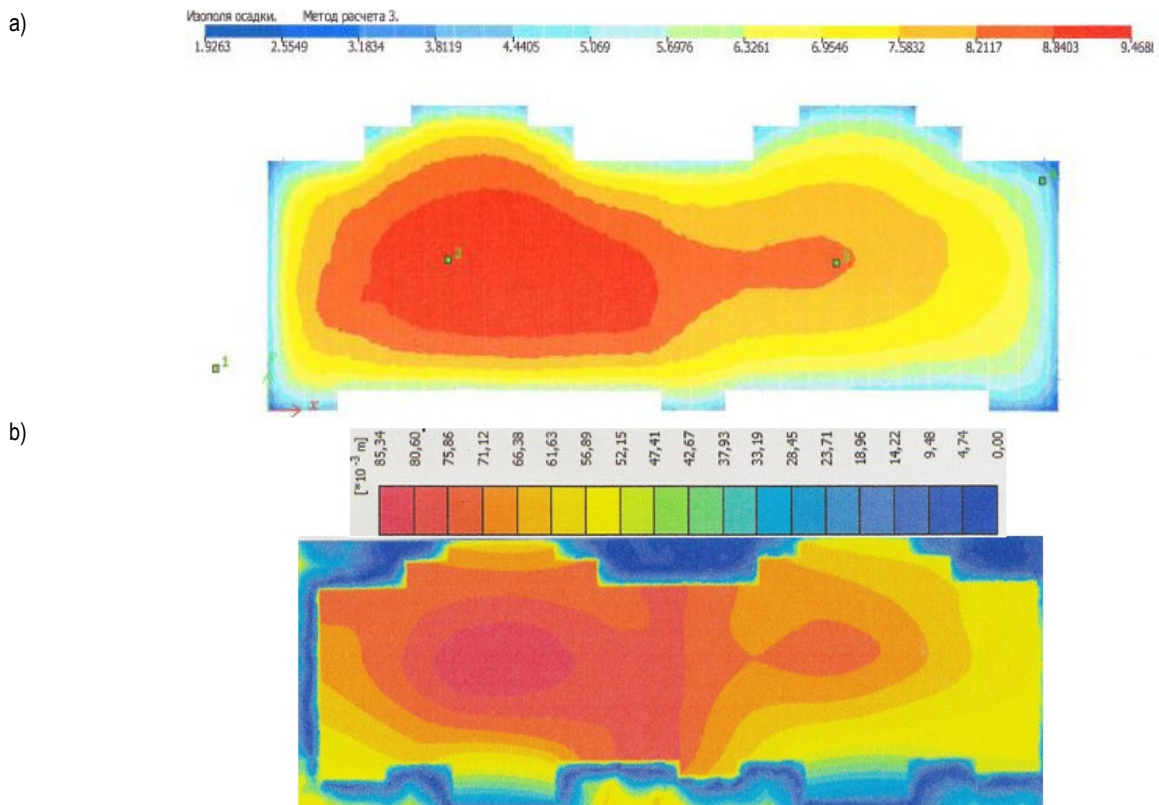 a)
Изополя осадки. Метод расчета 3.
1.9263 2.5549 3.1834 3.8119 4.4405 5.069 5.6976 6.3261 6.9546 7.5832 8.2117 8.8403 9.4681
2
3
1
x
b)
[*10⁻³ m]
85,34 80,60 75,86 71,12 66,38 61,63 56,89 52,15 47,41 42,67 37,93 33,19 28,45 23,71 18,96 14,22 9,48 4,74 0,00